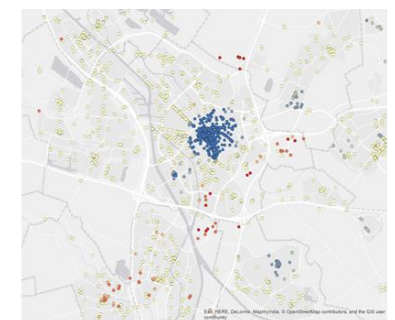 Esri, HERE, DeLorme, MapmyIndia, © OpenStreetMap contributors, and the GIS user
community